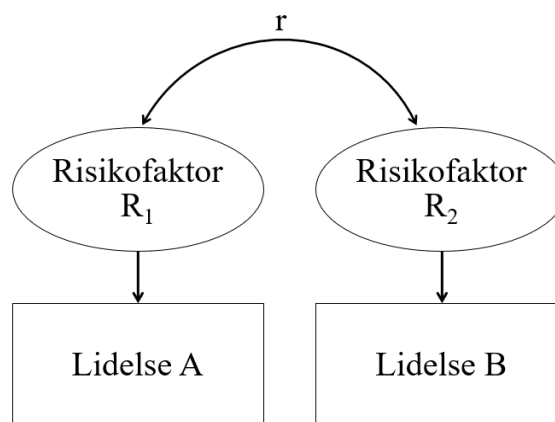 r
Risikofaktor
R₁
Risikofaktor
R₂
Lidelse A
Lidelse B